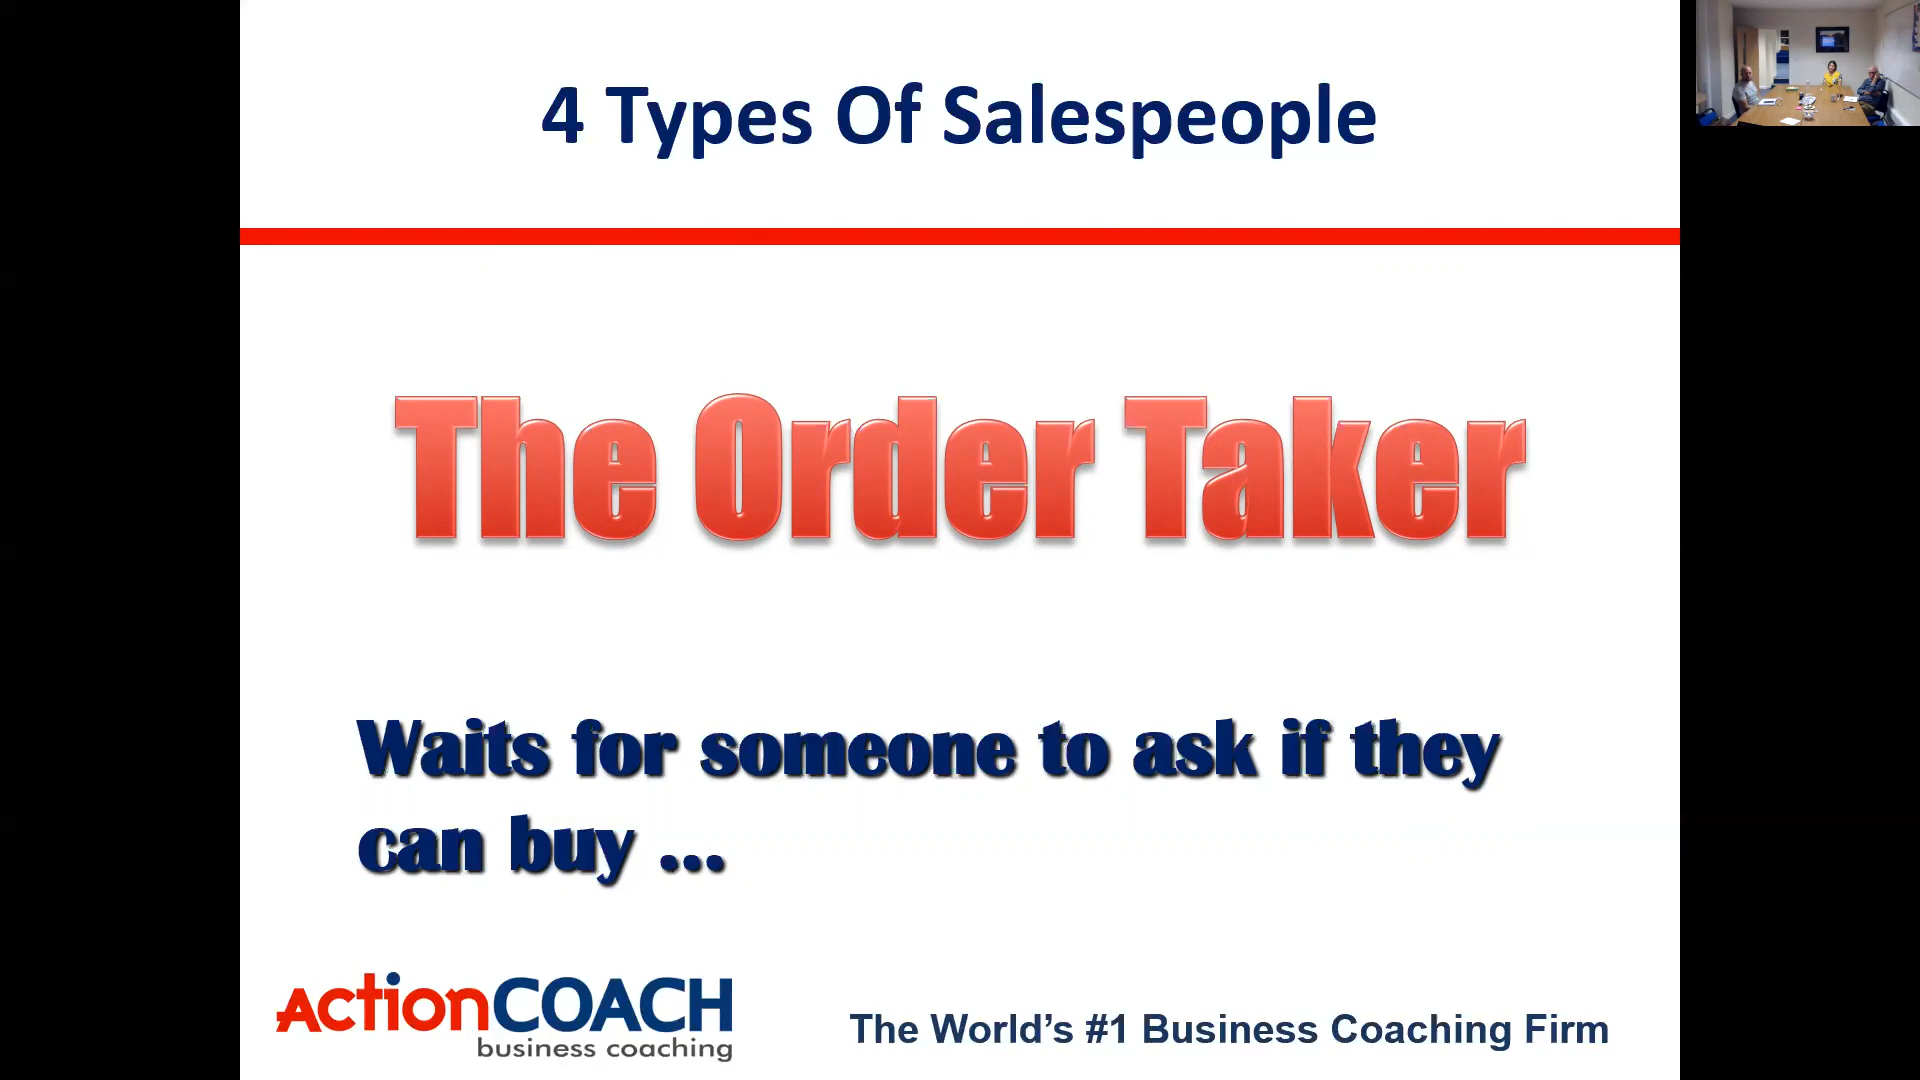 4 Types Of Salespeople
The Order Taker
Waits for someone to ask if they
can buy ...
ActionCOACH
business coaching
The World's #1 Business Coaching Firm